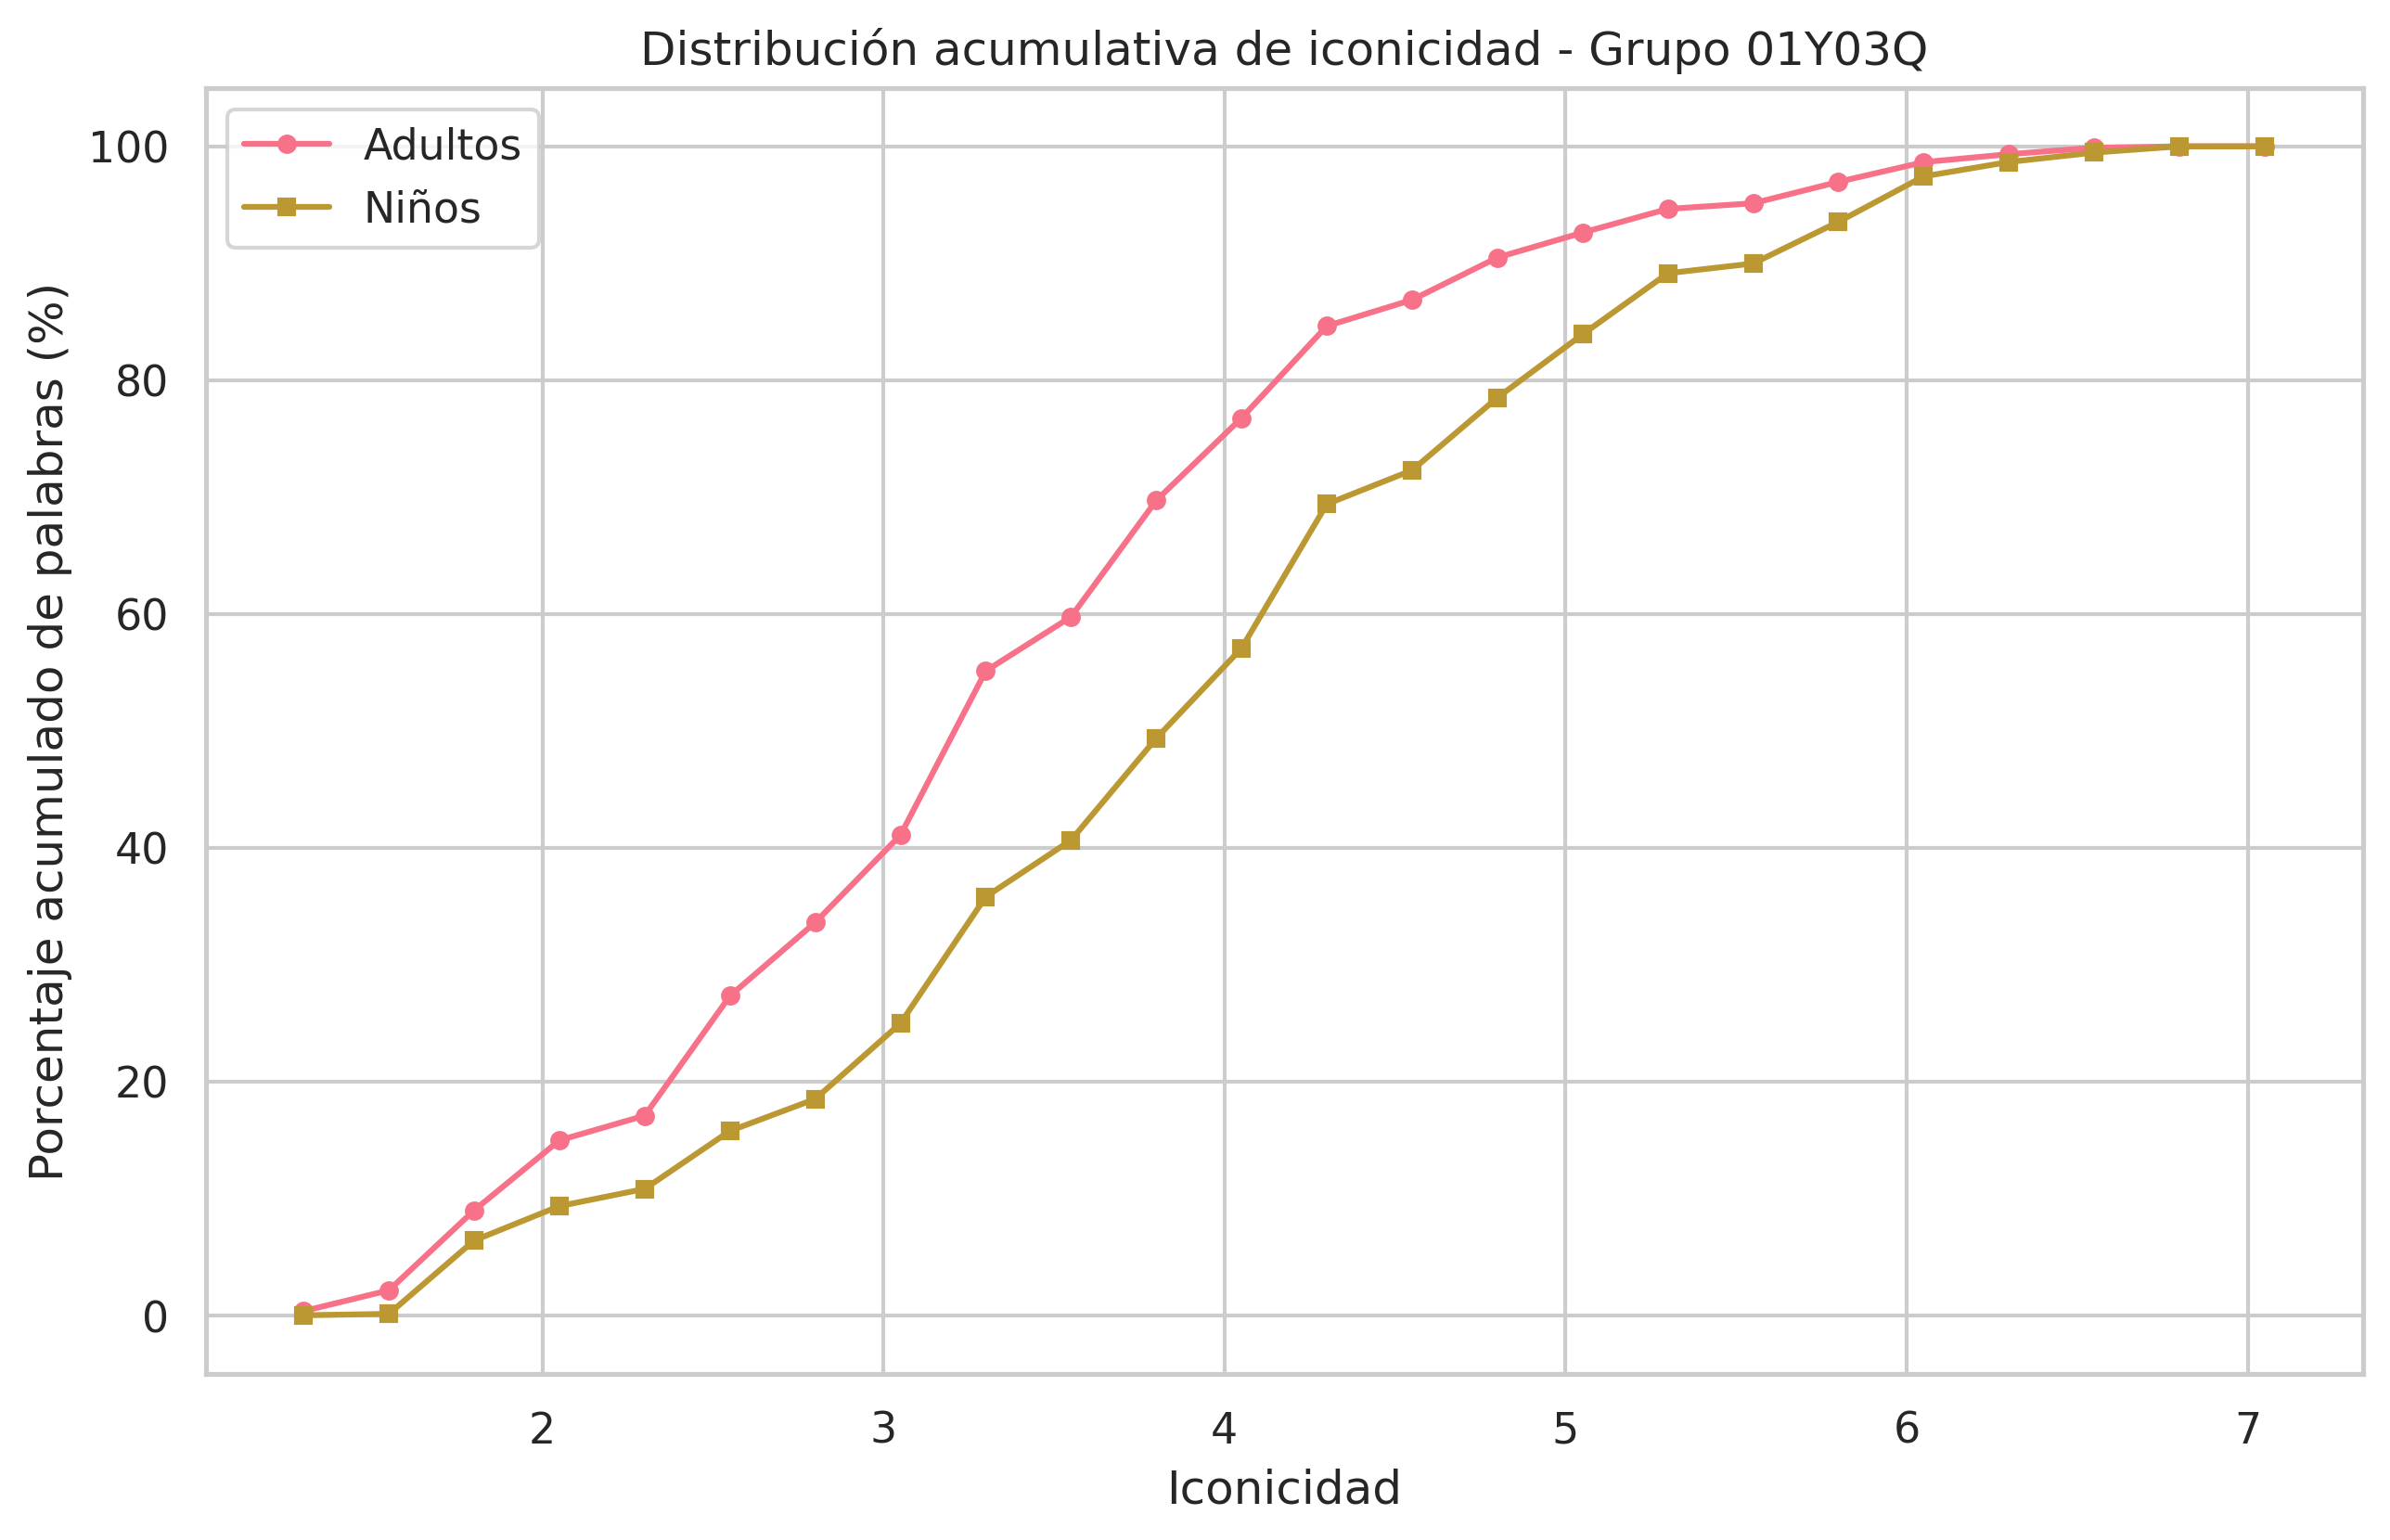 Distribución acumulativa de iconicidad - Grupo 01Y03Q
Adultos
Niños
Porcentaje acumulado de palabras (%)
100
80
60
40
20
0
2 3 4 5 6 7
Iconicidad